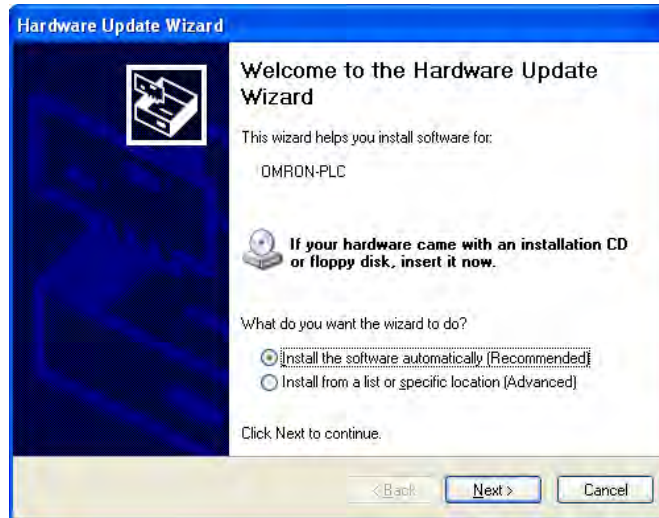 Hardware Update Wizard
Welcome to the Hardware Update
Wizard
This wizard helps you install software for:
OMRON-PLC
If your hardware came with an installation CD
or floppy disk, insert it now.
What do you want the wizard to do?
Install the software automatically (Recommended)
Install from a list or specific location (Advanced)
Click Next to continue.
< Back Next > Cancel